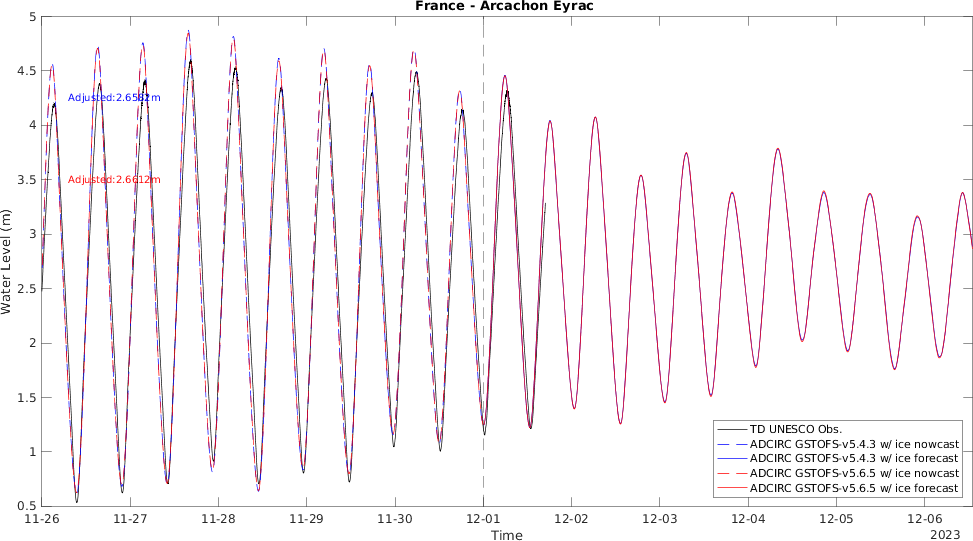 France - Arcachon Eyrac
5
4.5
4
3.5
3
2.5
2
1.5
1
0.5
Water Level (m)
Adjusted:2.6562m
Adjusted:2.6612m
TD UNESCO Obs.
ADCIRC GSTOFS-v5.4.3 w/ ice nowcast
ADCIRC GSTOFS-v5.4.3 w/ ice forecast
ADCIRC GSTOFS-v5.6.5 w/ ice nowcast
ADCIRC GSTOFS-v5.6.5 w/ ice forecast
11-26 11-27 11-28 11-29 11-30 12-01 12-02 12-03 12-04 12-05 12-06
Time
2023